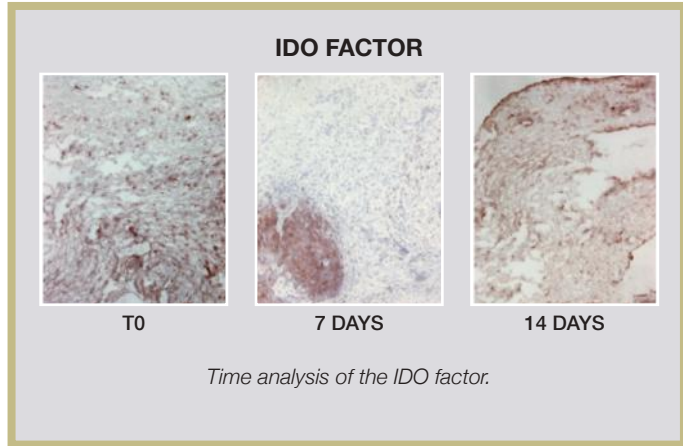 IDO FACTOR
T0
7 DAYS
14 DAYS
Time analysis of the IDO factor.